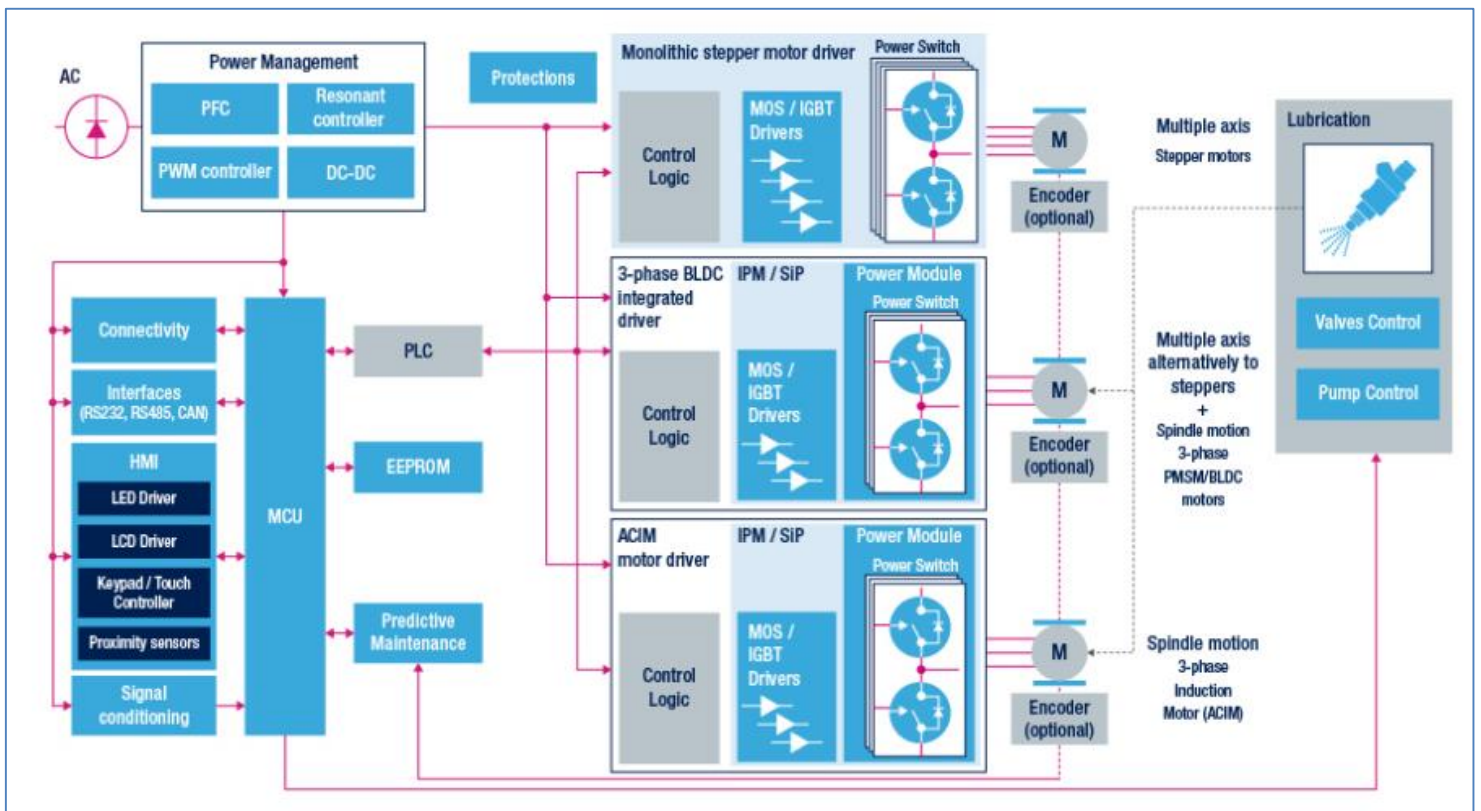 AC
Power Management
PFC
Resonant
controller
PWM controller
DC-DC
Protections
Monolithic stepper motor driver
Power Switch
Control
Logic
MOS / IGBT
Drivers
M
Encoder
(optional)
Multiple axis
Stepper motors
Lubrication
Valves Control
Pump Control
3-phase BLDC
integrated
driver
IPM / SiP
Power Module
Power Switch
Control
Logic
MOS /
IGBT
Drivers
M
Encoder
(optional)
Multiple axis
alternatively to
steppers
+
Spindle motion
3-phase
PMSM/BLDC
motors
Connectivity
Interfaces
(RS232, RS485, CAN)
HMI
LED Driver
LCD Driver
Keypad / Touch
Controller
Proximity sensors
Signal
conditioning
MCU
PLC
EEPROM
Predictive
Maintenance
ACIM
motor driver
IPM / SiP
Power Module
Power Switch
Control
Logic
MOS /
IGBT
Drivers
M
Encoder
(optional)
Spindle motion
3-phase
Induction
Motor (ACIM)